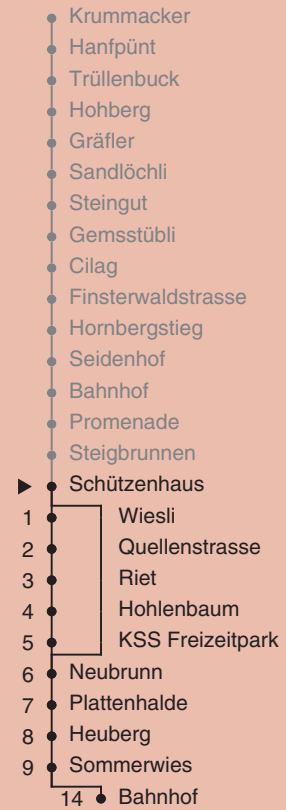 Krummacker
Hanfpünt
Trüllenbuck
Hohberg
Gräfler
Sandlöchli
Steingut
Gemsstübli
Cilag
Finsterwaldstrasse
Hornbergstieg
Seidenhof
Bahnhof
Promenade
Steigbrunnen
Schützenhaus
1 Wiesli
2 Quellenstrasse
3 Riet
4 Hohlenbaum
5 KSS Freizeitpark
6 Neubrunn
7 Plattenhalde
8 Heuberg
9 Sommerwies
14 Bahnhof